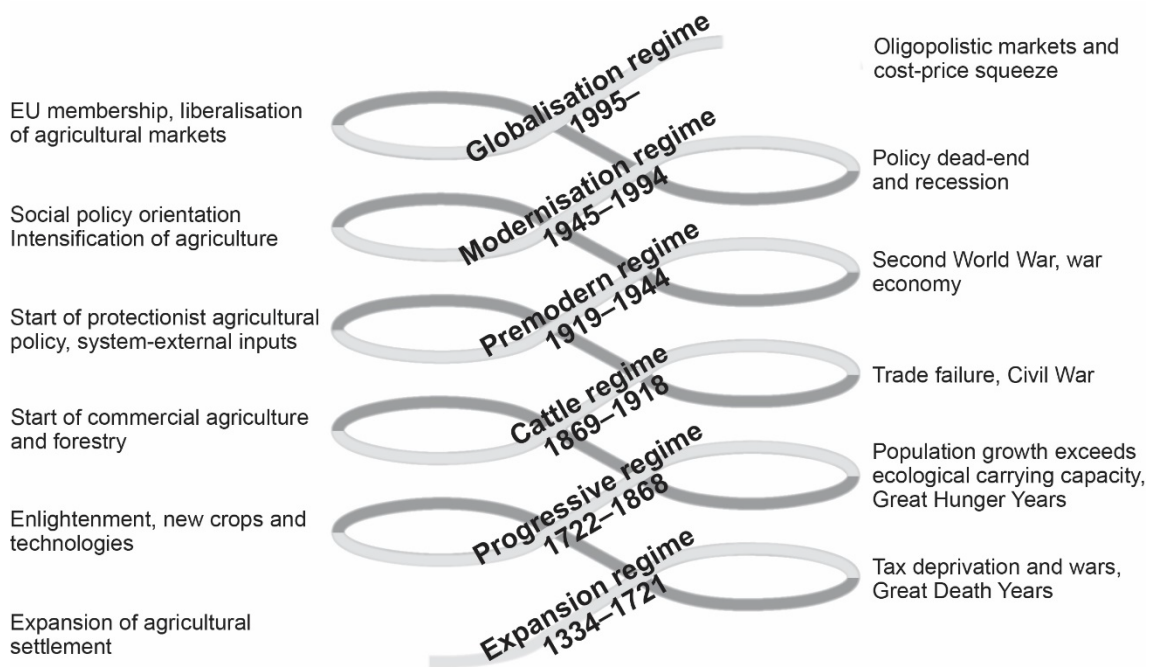 Oligopolistic markets and
cost-price squeeze
Globalisation regime
1995–
EU membership, liberalisation
of agricultural markets
Modernisation regime
1945–1994
Policy dead-end
and recession
Social policy orientation
Intensification of agriculture
Premodern regime
1919–1944
Second World War, war
economy
Start of protectionist agricultural
policy, system-external inputs
Cattle regime
1869–1918
Trade failure, Civil War
Start of commercial agriculture
and forestry
Progressive regime
1722–1868
Population growth exceeds
ecological carrying capacity,
Great Hunger Years
Enlightenment, new crops and
technologies
Expansion regime
1334–1721
Tax deprivation and wars,
Great Death Years
Expansion of agricultural
settlement